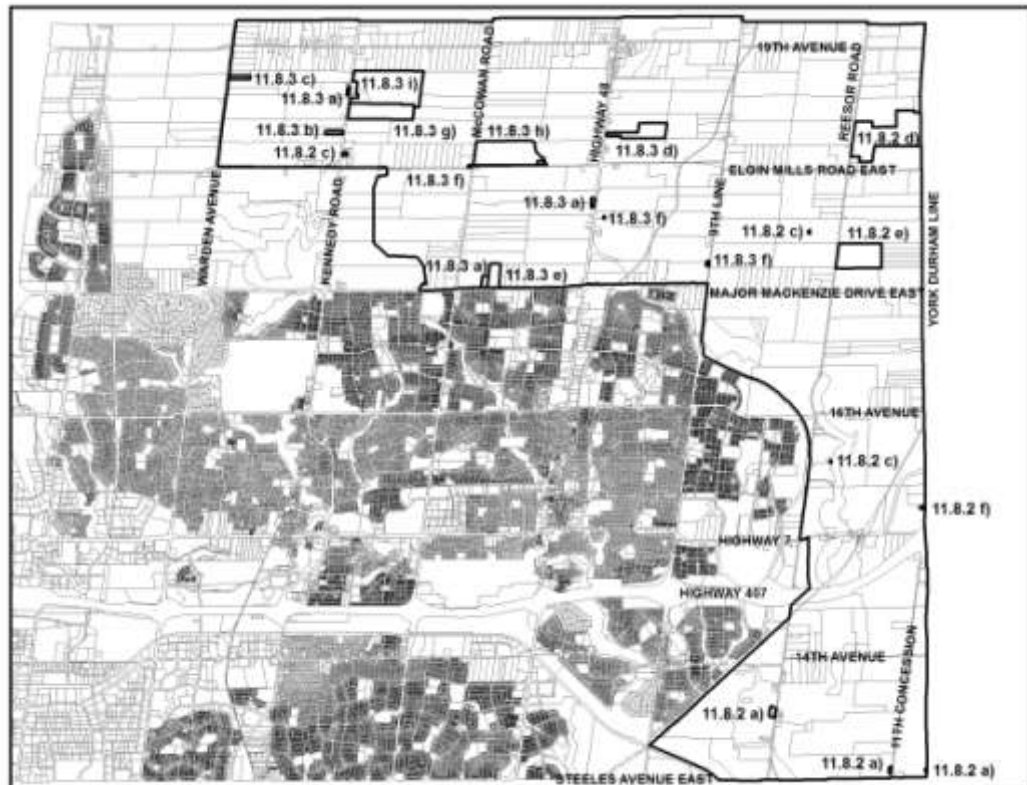 19TH AVENUE
McCOWAN ROAD
HIGHWAY 48
REESOR ROAD
11.8.3 c)
11.8.3 i)
11.8.3 a)
11.8.3 b)
11.8.3 g)
11.8.3 h)
11.8.3 d)
11.8.2 d)
11.8.2 c)
11.8.3 f)
ELGIN MILLS ROAD EAST
WARDEN AVENUE
KENNEDY ROAD
11.8.3 a)
11.8.3 f)
9TH LINE
11.8.2 c)
11.8.2 e)
YORK DURHAM LINE
11.8.3 a)
11.8.3 e)
11.8.3 f)
MAJOR MACKENZIE DRIVE EAST
16TH AVENUE
11.8.2 c)
11.8.2 f)
HIGHWAY 7
HIGHWAY 407
14TH AVENUE
11TH CONCESSION
11.8.2 a)
11.8.2 a)
11.8.2 a)
STEELES AVENUE EAST